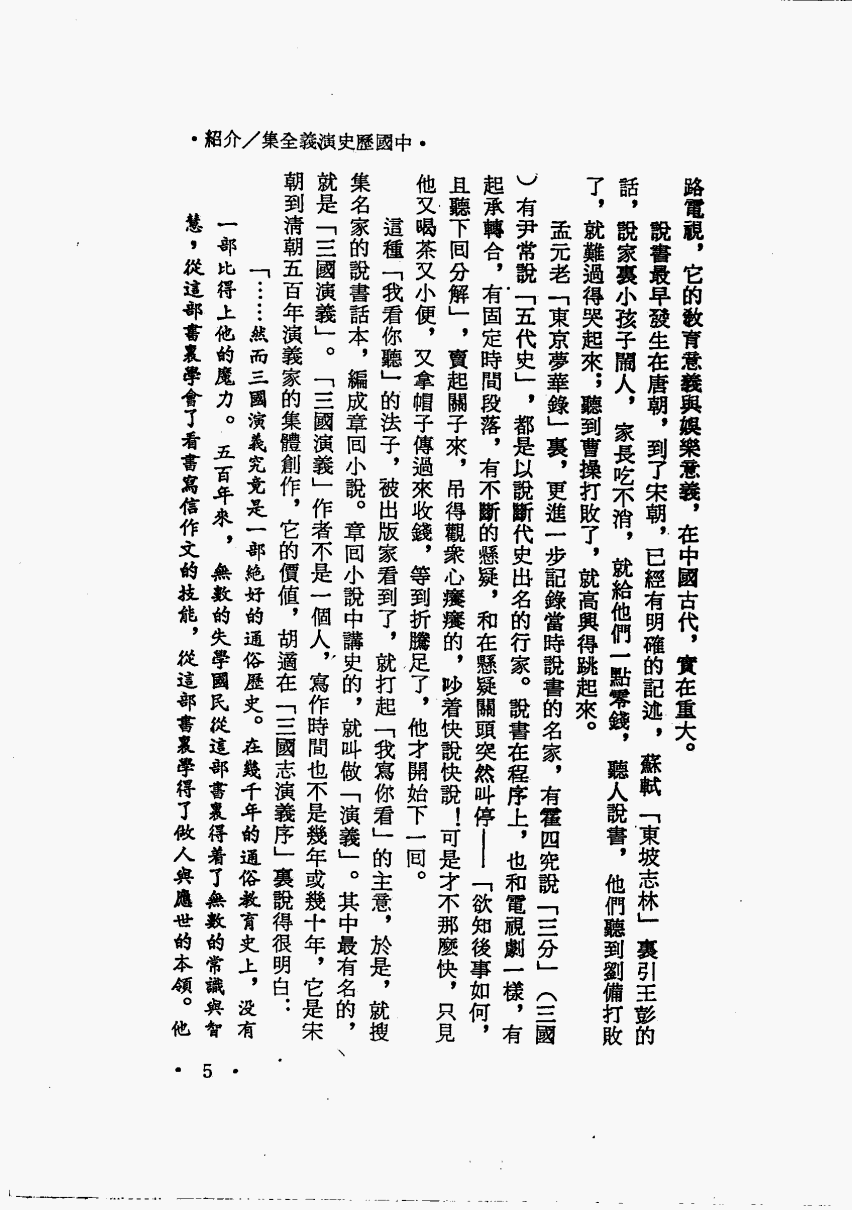 •中國歷史演義全集／介紹•
路電視，它的教育意義與娛樂意義，在中國古代，實在重大。
說書最早發生在唐朝，到了宋朝，已經有明確的記述，蘇軾「東坡志林」裏引王彭的
話，說家裏小孩子鬧人，家長吃不消，就給他們一點零錢，聽人說書，他們聽到劉備打敗
了，就難過得哭起來；聽到曹操打敗了，就高興得跳起來。
孟元老「東京夢華錄」裏，更進一步記錄當時說書的名家，有霍四究說「三分」（三國
）有尹常說「五代史」，都是以說斷代史出名的行家。說書在程序上，也和電視劇一樣，有
起承轉合，有固定時間段落，有不斷的懸疑，和在懸疑關頭突然叫停——「欲知後事如何，
且聽下回分解」，賣起關子來，吊得觀衆心癢癢的，吵着快說快說！可是才不那麼快，只見
他又喝茶又小便，又拿帽子傳過來收錢，等到折騰足了，他才開始下一回。
這種「我看你聽」的法子，被出版家看到了，就打起「我寫你看」的主意，於是，就搜
集名家的說書話本，編成章回小說。章回小說中講史的，就叫做「演義」。其中最有名的，
就是「三國演義」。「三國演義」作者不是一個人，寫作時間也不是幾年或幾十年，它是宋
朝到清朝五百年演義家的集體創作，它的價值，胡適在「三國志演義序」裏說得很明白：
「……然而三國演義究竟是一部絕好的通俗歷史。在幾千年的通俗教育史上，沒有
一部比得上他的魔力。五百年來，無數的失學國民從這部書裏得着了無數的常識與智
慧，從這部書裏學會了看書寫信作文的技能，從這部書裏學得了做人與應世的本領。他
• 5 •